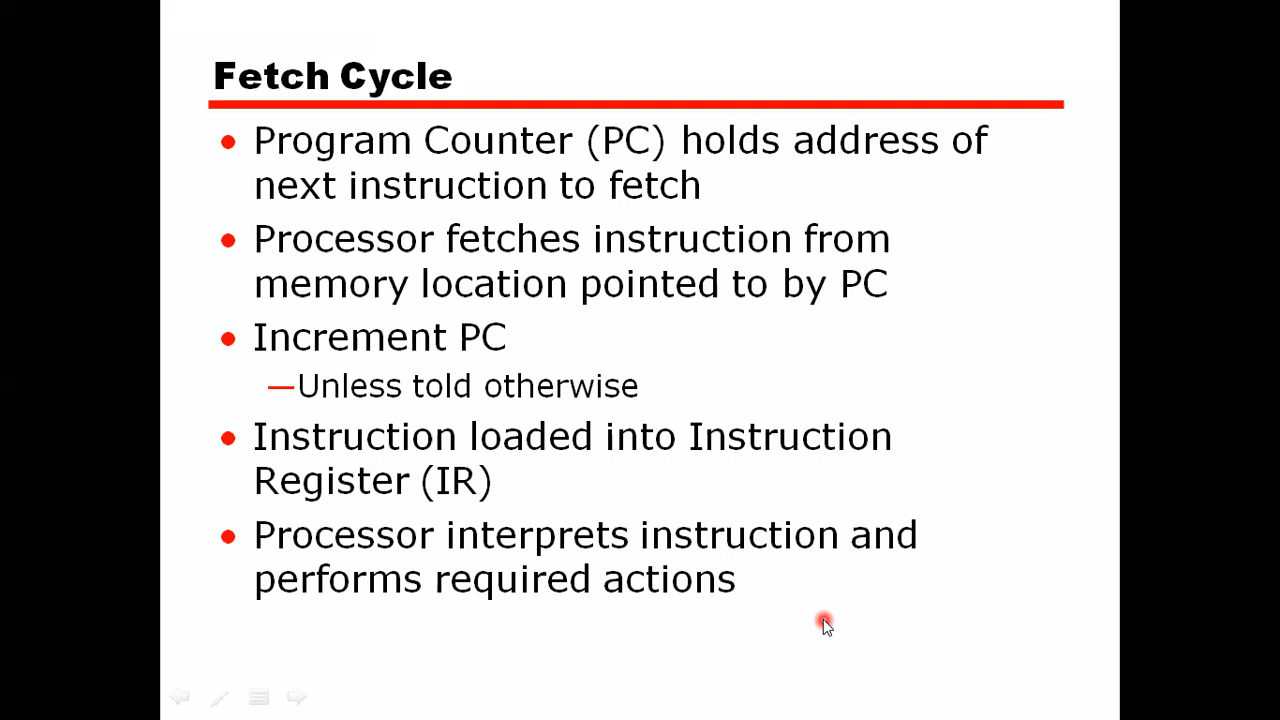 Fetch Cycle
• Program Counter (PC) holds address of
next instruction to fetch
• Processor fetches instruction from
memory location pointed to by PC
• Increment PC
—Unless told otherwise
• Instruction loaded into Instruction
Register (IR)
• Processor interprets instruction and
performs required actions